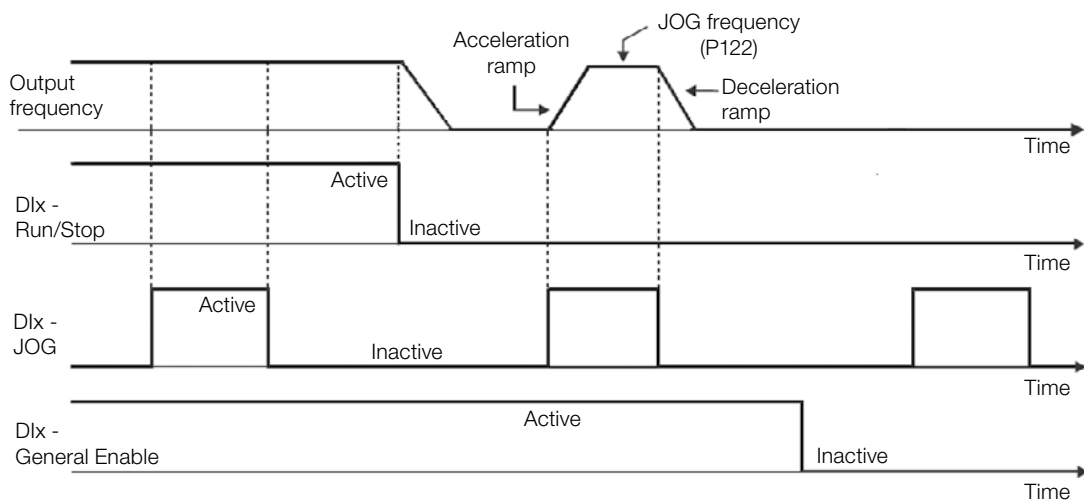 JOG frequency
(P122)
Acceleration
ramp
Output
frequency
Deceleration
ramp
Time
Active
DIx -
Run/Stop
Inactive
Time
Active
DIx -
JOG
Inactive
Time
Active
DIx -
General Enable
Inactive
Time